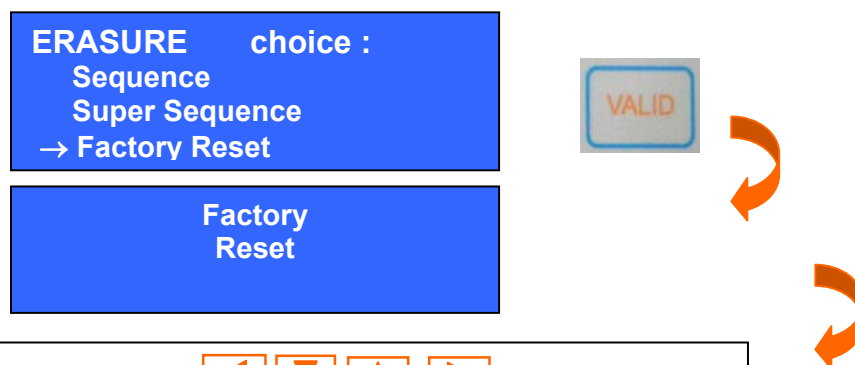 ERASURE choice :
Sequence
Super Sequence
→ Factory Reset
VALID
Factory
Reset